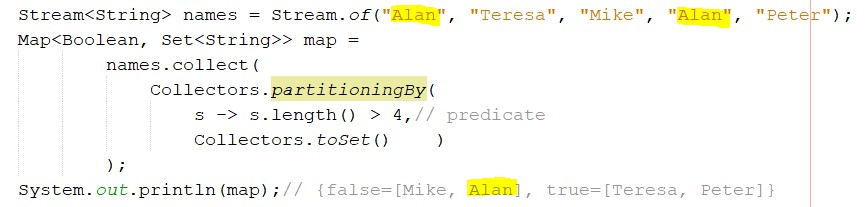 Stream<String> names = Stream.of("Alan", "Teresa", "Mike", "Alan", "Peter");
Map<Boolean, Set<String>> map =
names.collect(
Collectors.partitioningBy(
s -> s.length() > 4,// predicate
Collectors.toSet() )
);
System.out.println(map);// {false=[Mike, Alan], true=[Teresa, Peter]}